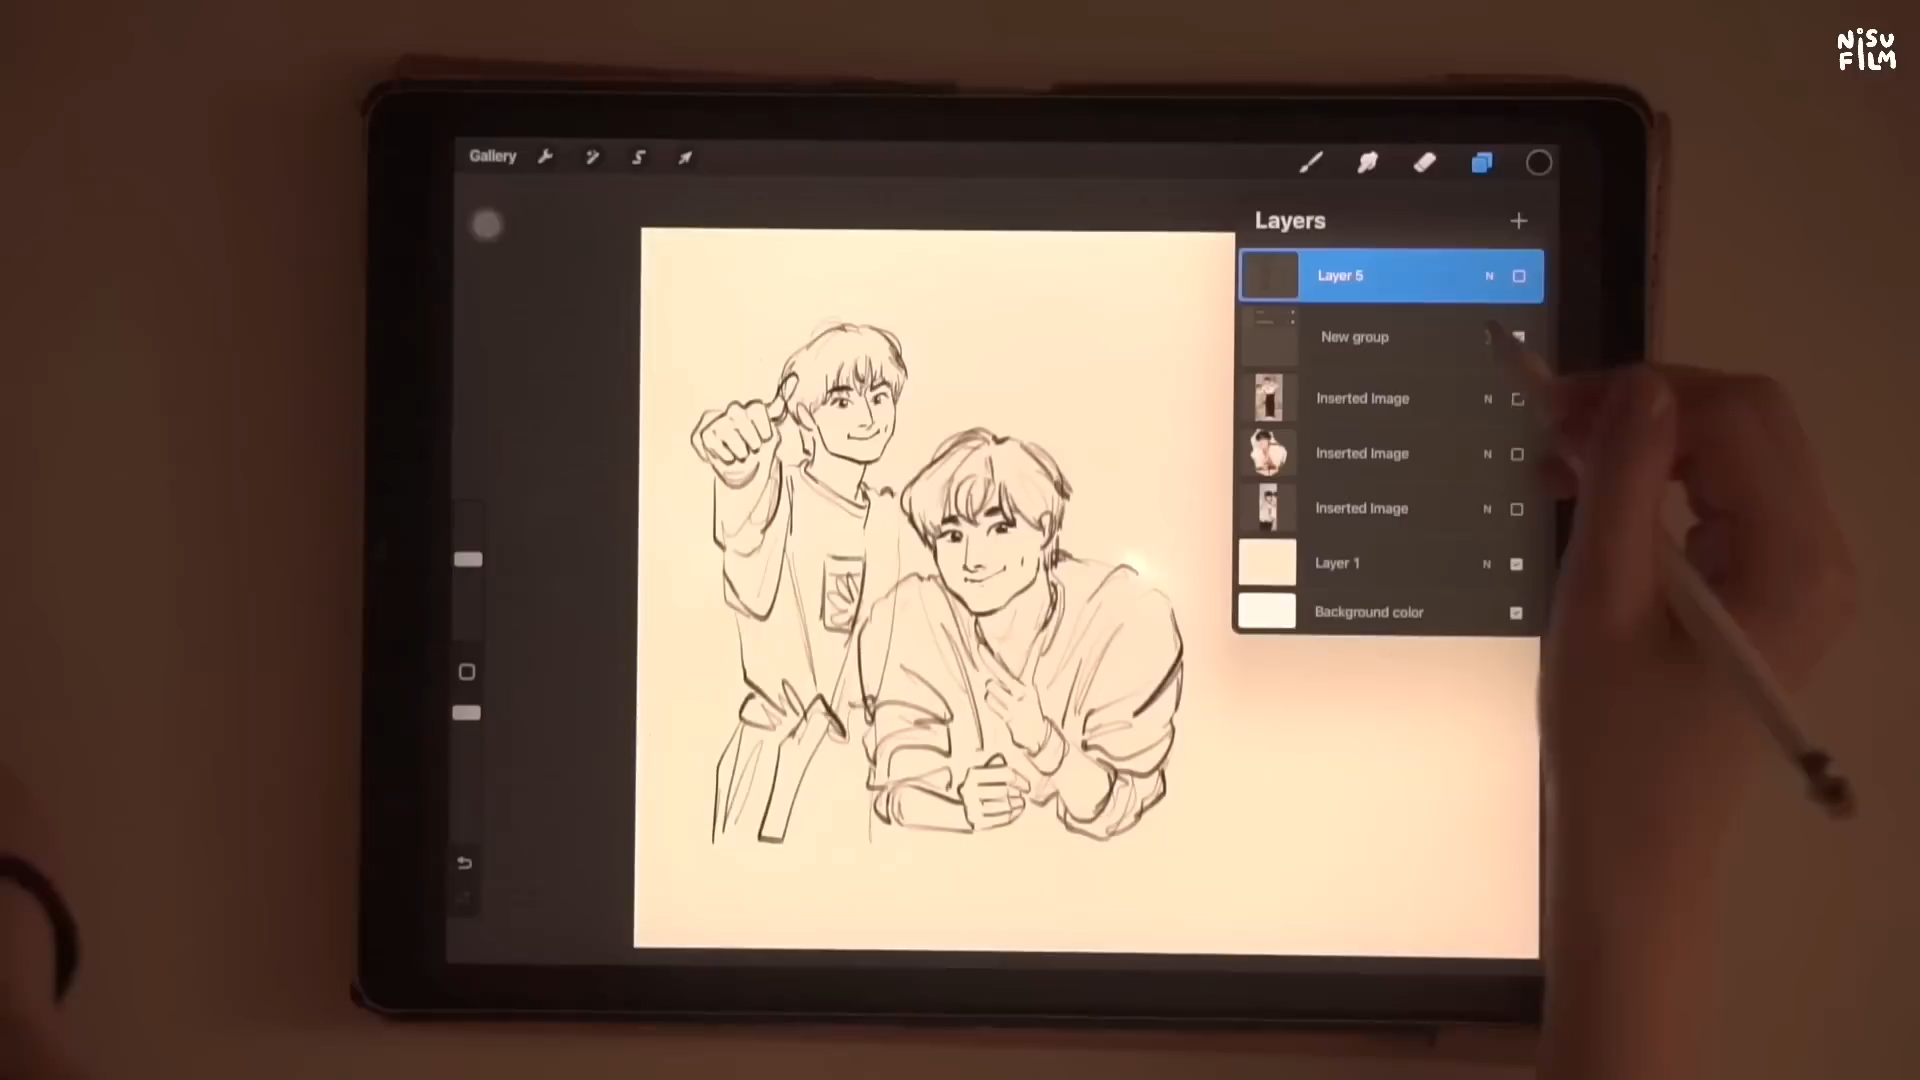 NiSU
FILM
Gallery
Layers
Layer 5 N
New group
Inserted Image N
Inserted Image N
Inserted Image N
Layer 1 N
Background color